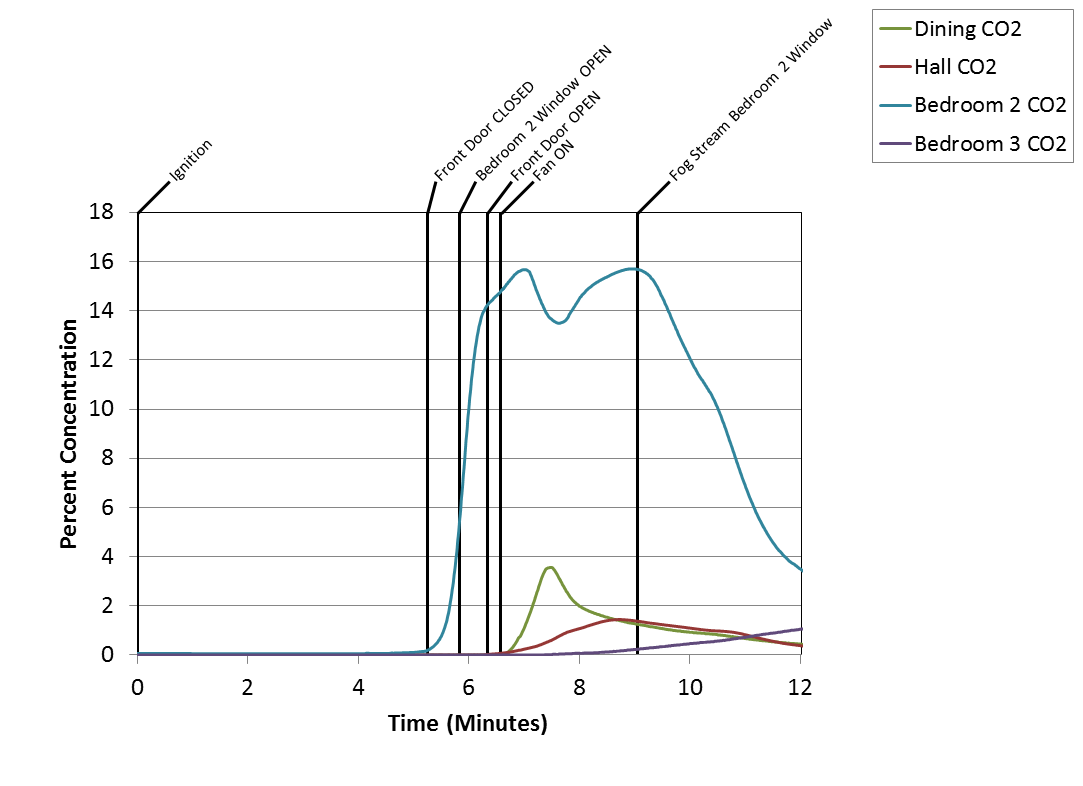 Dining CO2
Hall CO2
Bedroom 2 CO2
Bedroom 3 CO2
Ignition
Front Door CLOSED
Bedroom 2 Window OPEN
Front Door OPEN
Fan ON
Fog Stream Bedroom 2 Window
18
16
14
12
10
8
6
4
2
0
Percent Concentration
0 2 4 6 8 10 12
Time (Minutes)